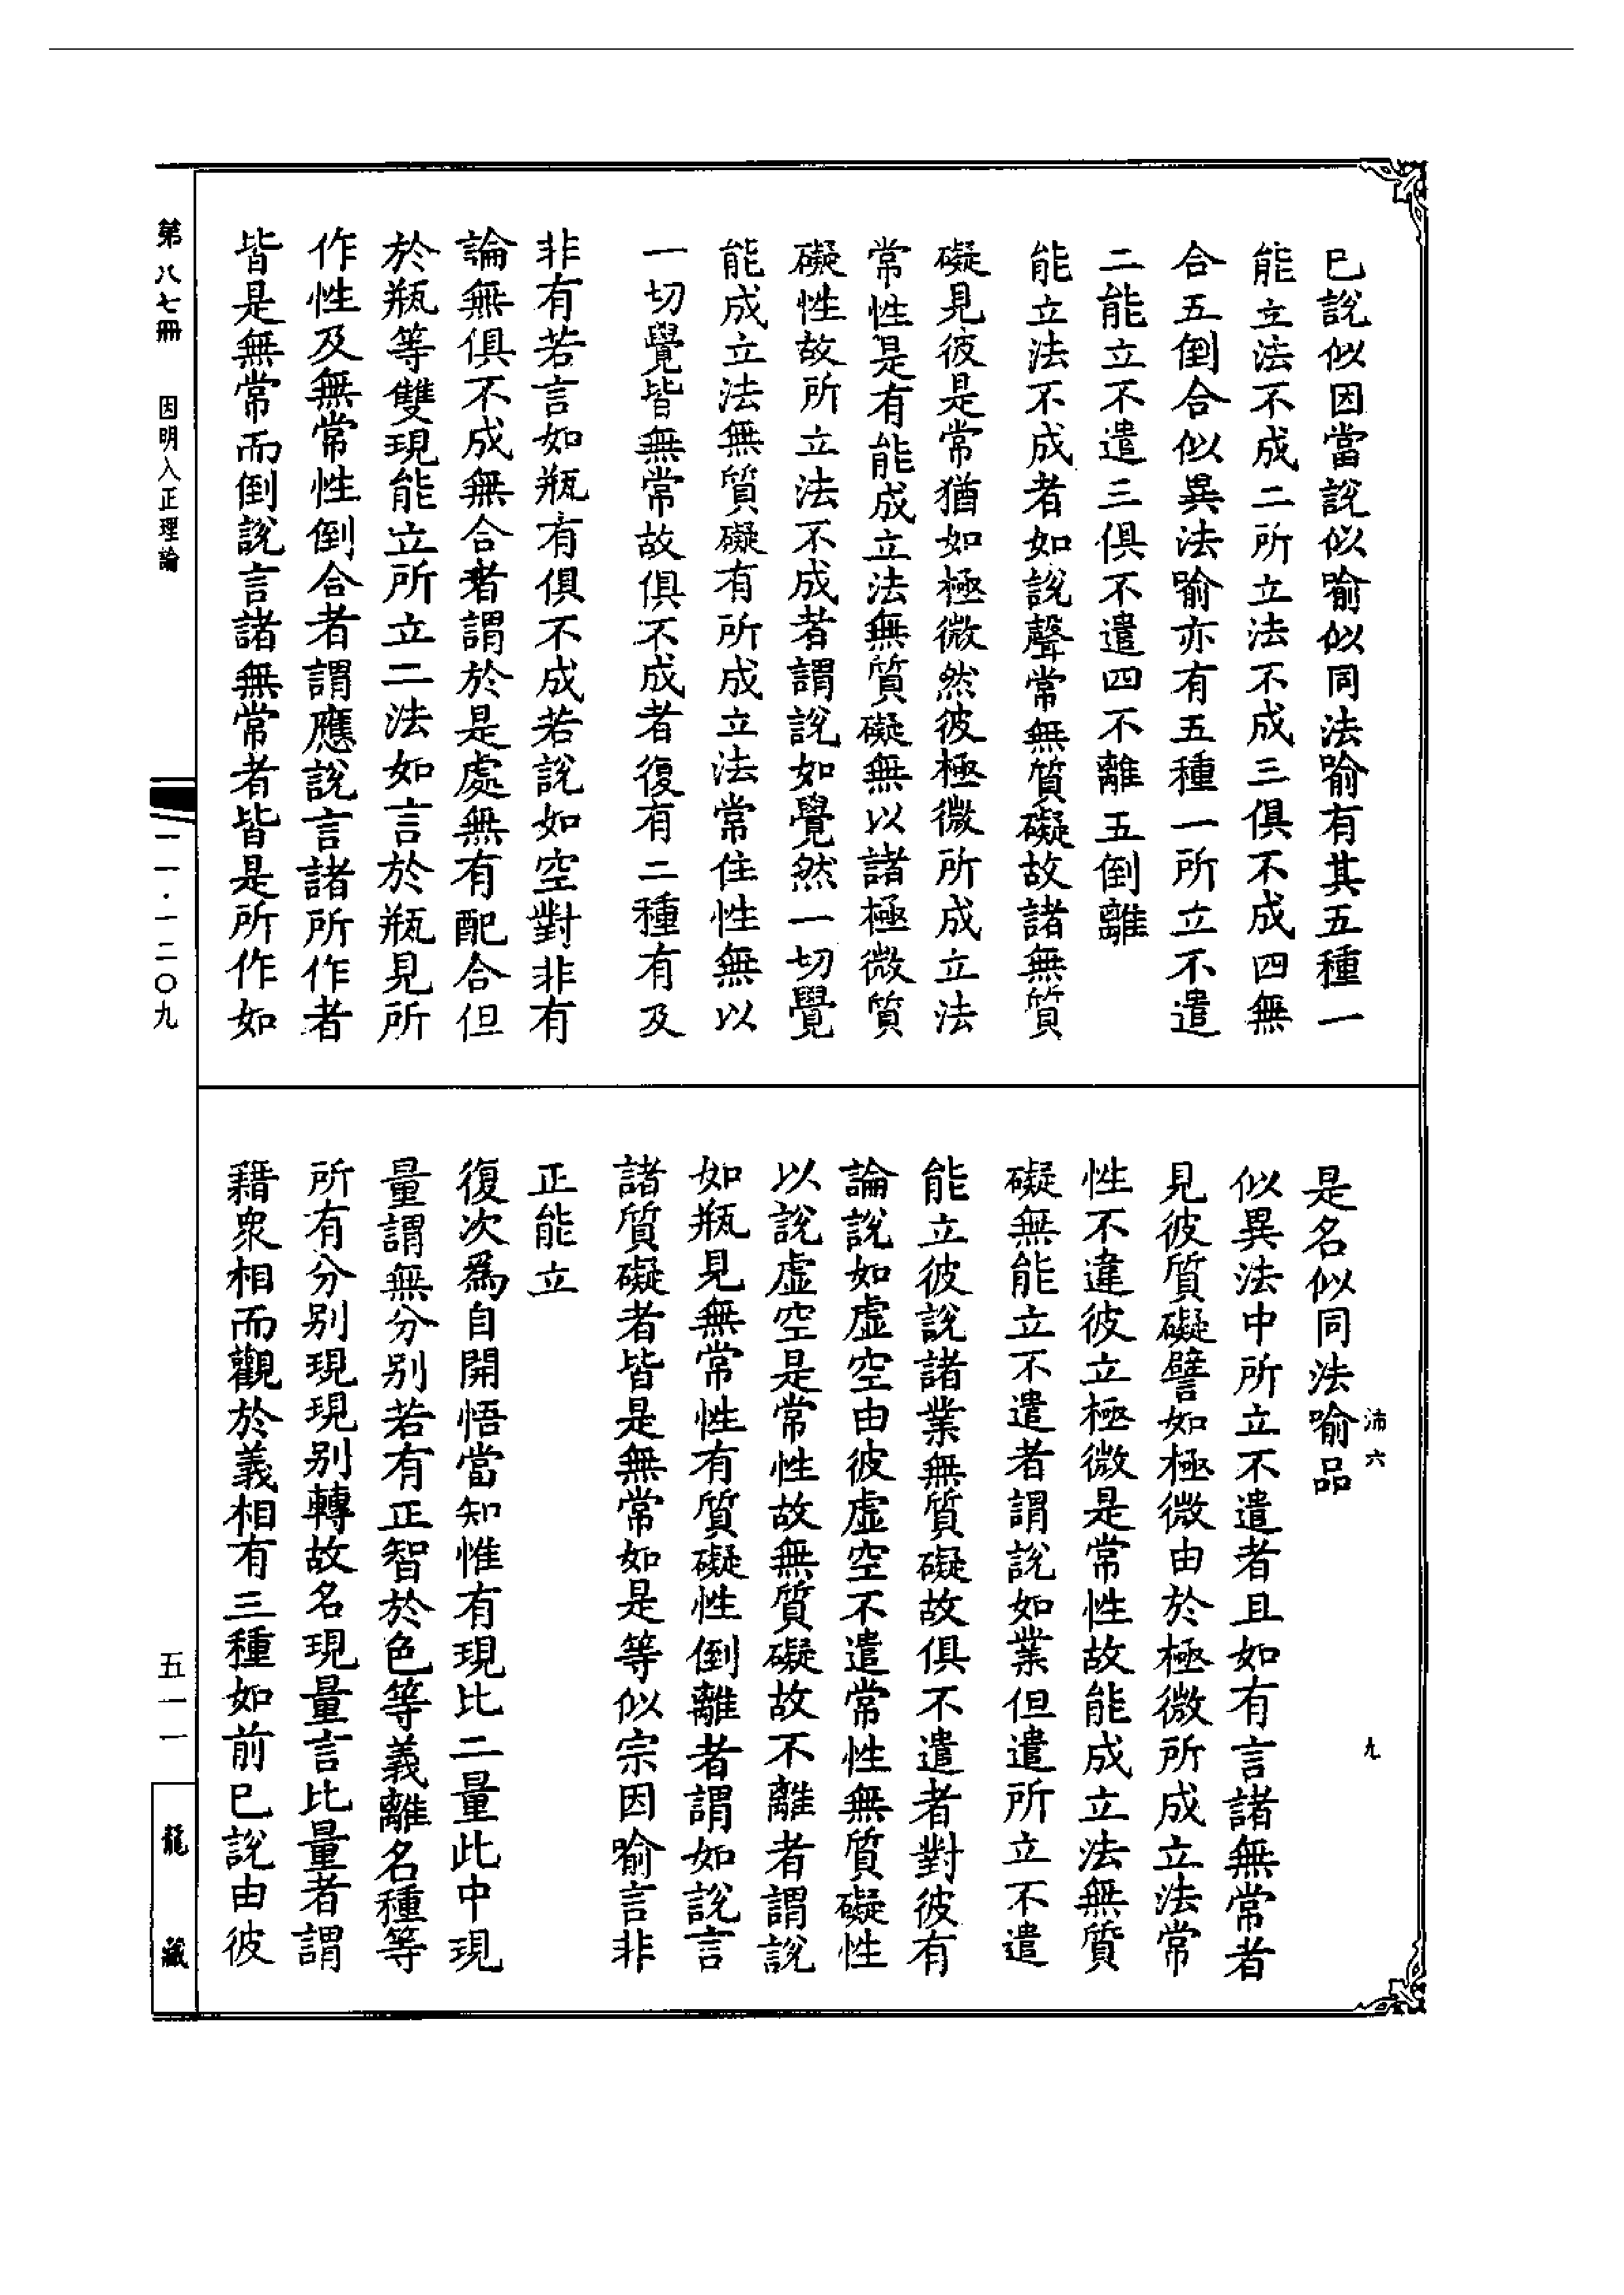 已說似因當說似喻似同法喻有其五種一
能立法不成二所立法不成三俱不成四無
合五倒合似異法喻亦有五種一所立不遣
二能立不遣三俱不遣四不離五倒離
能立法不成者如說聲常無質礙故諸無質
礙見彼是常猶如極微然彼極微所成立法
常性是有能成立法無質礙無以諸極微質
礙性故所立法不成者謂說如覺然一切覺
能成立法無質礙有所成立法常住性無以
一切覺皆無常故俱不成者復有二種有及
非有若言如瓶有俱不成若說如空對非有
論無俱不成無合者謂於是處無有配合但
於瓶等雙現能立所立二法如言於瓶見所
作性及無常性倒合者謂應說言諸所作者
皆是無常而倒說言諸無常者皆是所作如
是名似同法喻品
似異法中所立不遣者且如有言諸無常者
見彼質礙譬如極微由於極微所成立法常
性不違彼立極微是常性故能成立法無質
礙無能立不遣者謂說如業但遣所立不遣
能立彼說諸業無質礙故俱不遣者對彼有
論說如虛空由彼虛空不遣常性無質礙性
以說虛空是常性故無質礙故不離者謂說
如瓶見無常性有質礙性倒離者謂如說言
諸質礙者皆是無常如是等似宗因喻言非
正能立
復次為自開悟當知惟有現比二量此中現
量謂無分別若有正智於色等義離名種等
所有分別現現別轉故名現量言比量者謂
藉眾相而觀於義相有三種如前已說由彼
沛六
九
第八七冊
因明入正理論
一一·一二〇九
五一一
龍藏